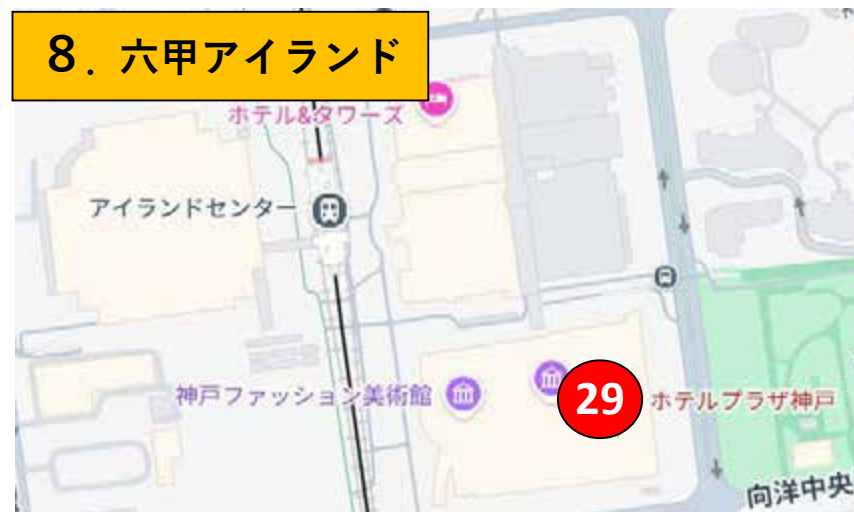 8. 六甲アイランド
ホテル&タワーズ
アイランドセンター
神戸ファッション美術館
29
ホテルプラザ神戸
向洋中央